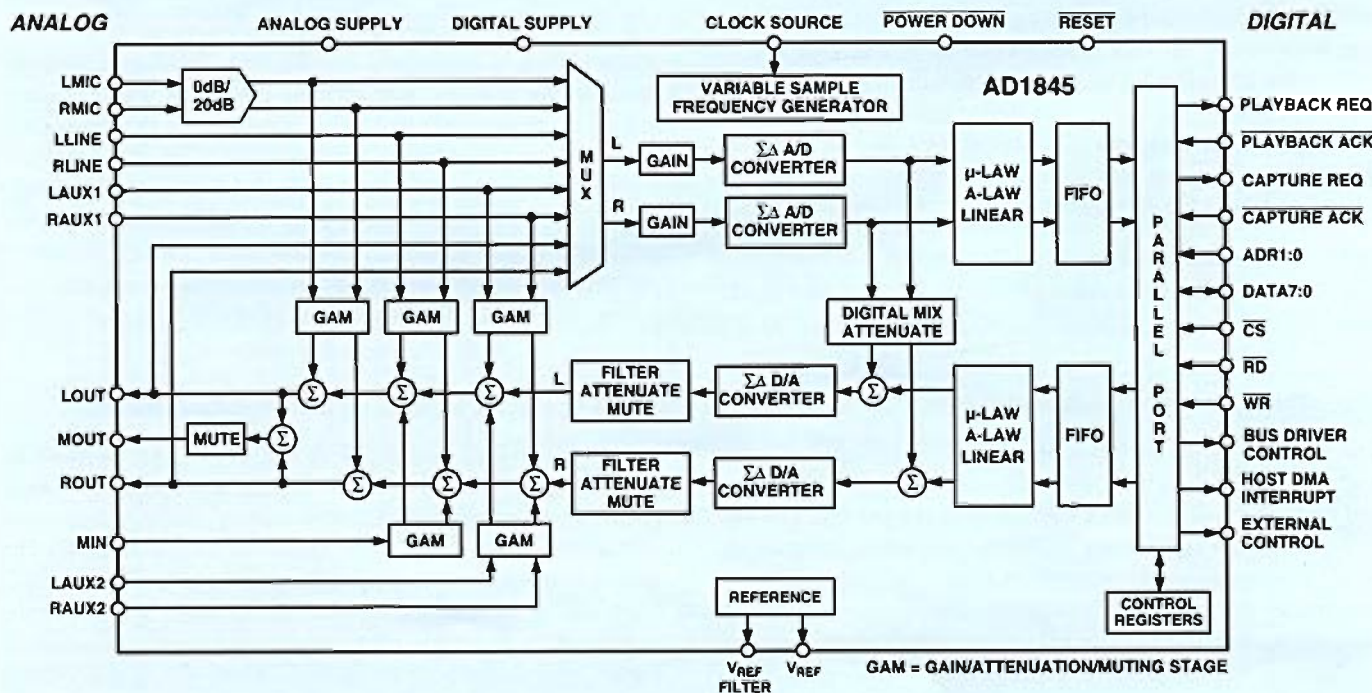 ANALOG
ANALOG SUPPLY
DIGITAL SUPPLY
CLOCK SOURCE
POWER DOWN
RESET
DIGITAL
LMIC
RMIC
LLINE
RLINE
LAUX1
RAUX1
0dB/
20dB
MUX
L
R
VARIABLE SAMPLE
FREQUENCY GENERATOR
AD1845
GAIN
GAIN
ΣΔ A/D
CONVERTER
ΣΔ A/D
CONVERTER
μ-LAW
A-LAW
LINEAR
FIFO
PARALLEL PORT
PLAYBACK REQ
PLAYBACK ACK
CAPTURE REQ
CAPTURE ACK
ADR1:0
DATA7:0
CS
RD
WR
BUS DRIVER
CONTROL
HOST DMA
INTERRUPT
EXTERNAL
CONTROL
GAM
GAM
GAM
DIGITAL MIX
ATTENUATE
LOUT
MOUT
ROUT
MIN
LAUX2
RAUX2
Σ
Σ
Σ
L
FILTER
ATTENUATE
MUTE
ΣΔ D/A
CONVERTER
Σ
μ-LAW
A-LAW
LINEAR
FIFO
MUTE
Σ
Σ
Σ
Σ
R
FILTER
ATTENUATE
MUTE
ΣΔ D/A
CONVERTER
Σ
GAM
GAM
REFERENCE
CONTROL
REGISTERS
VREF
FILTER
VREF
GAM = GAIN/ATTENUATION/MUTING STAGE